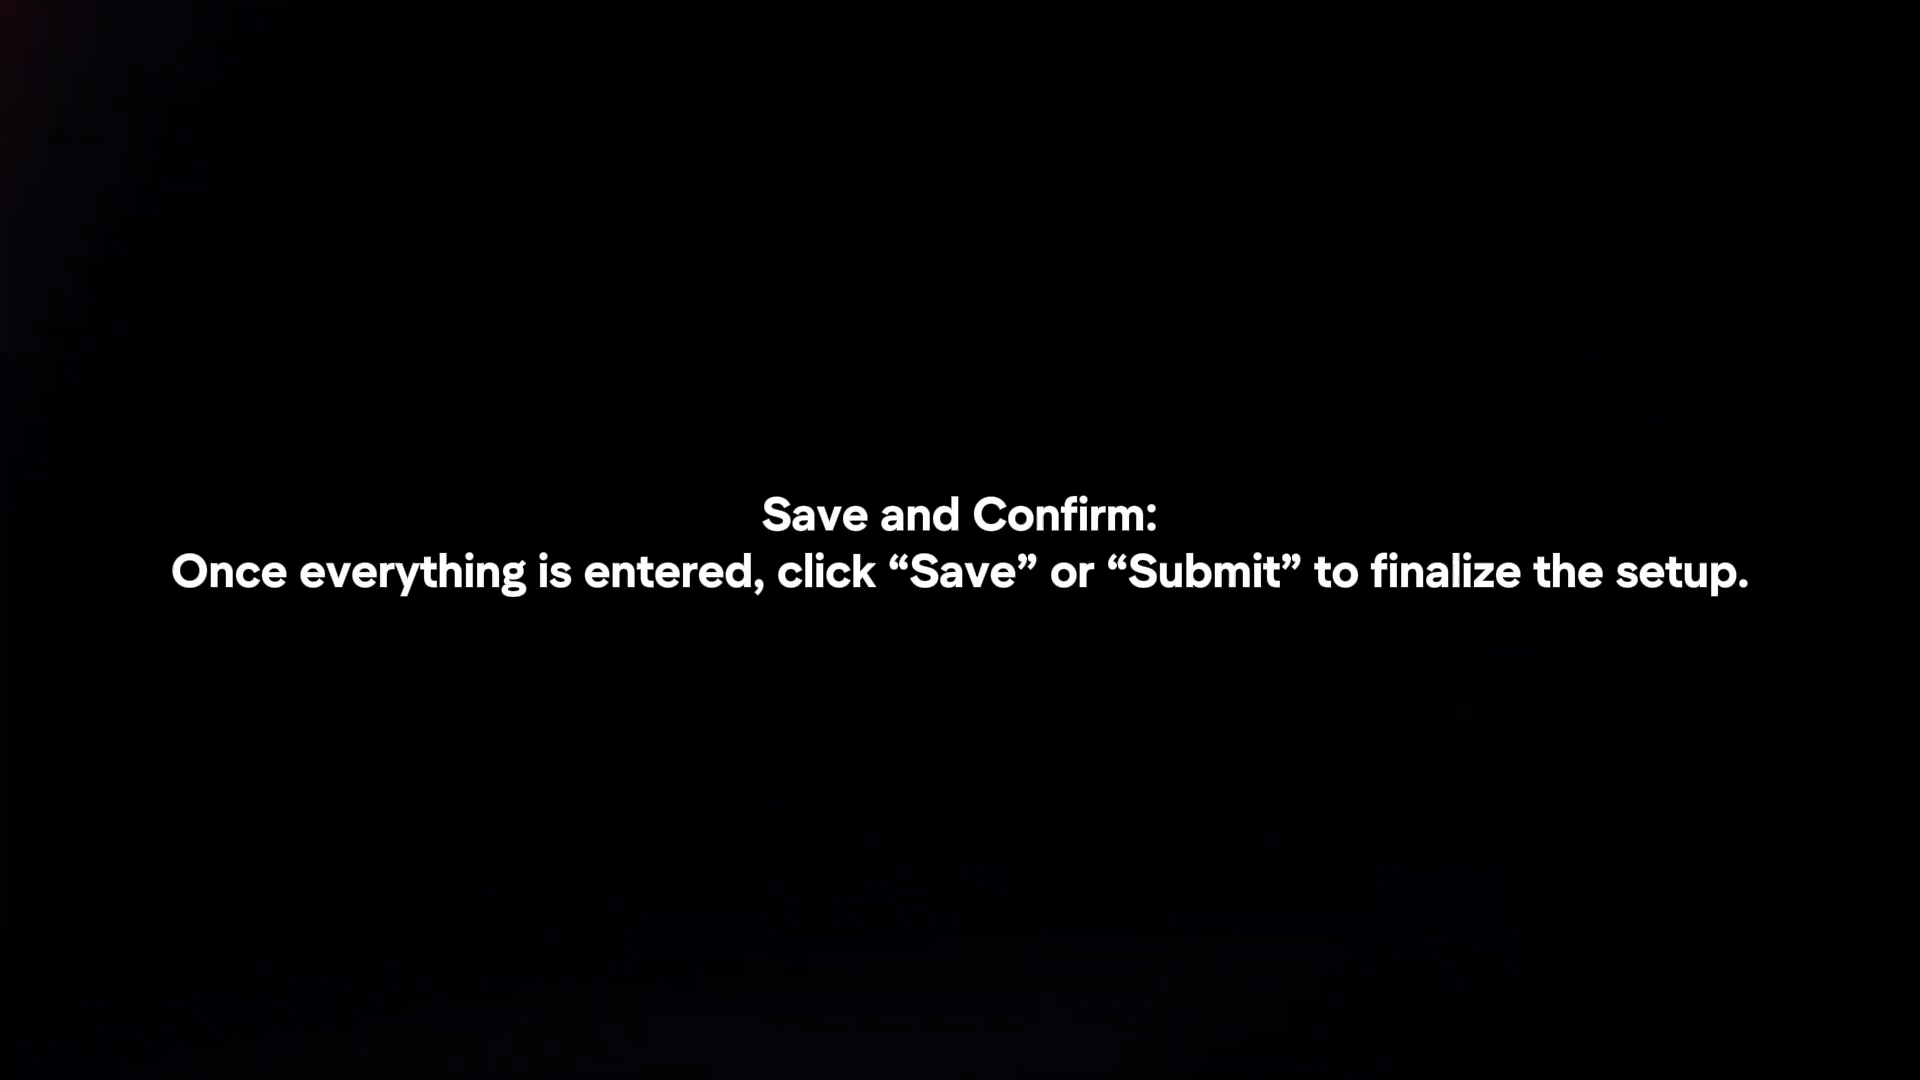 Save and Confirm:
Once everything is entered, click “Save” or “Submit” to finalize the setup.